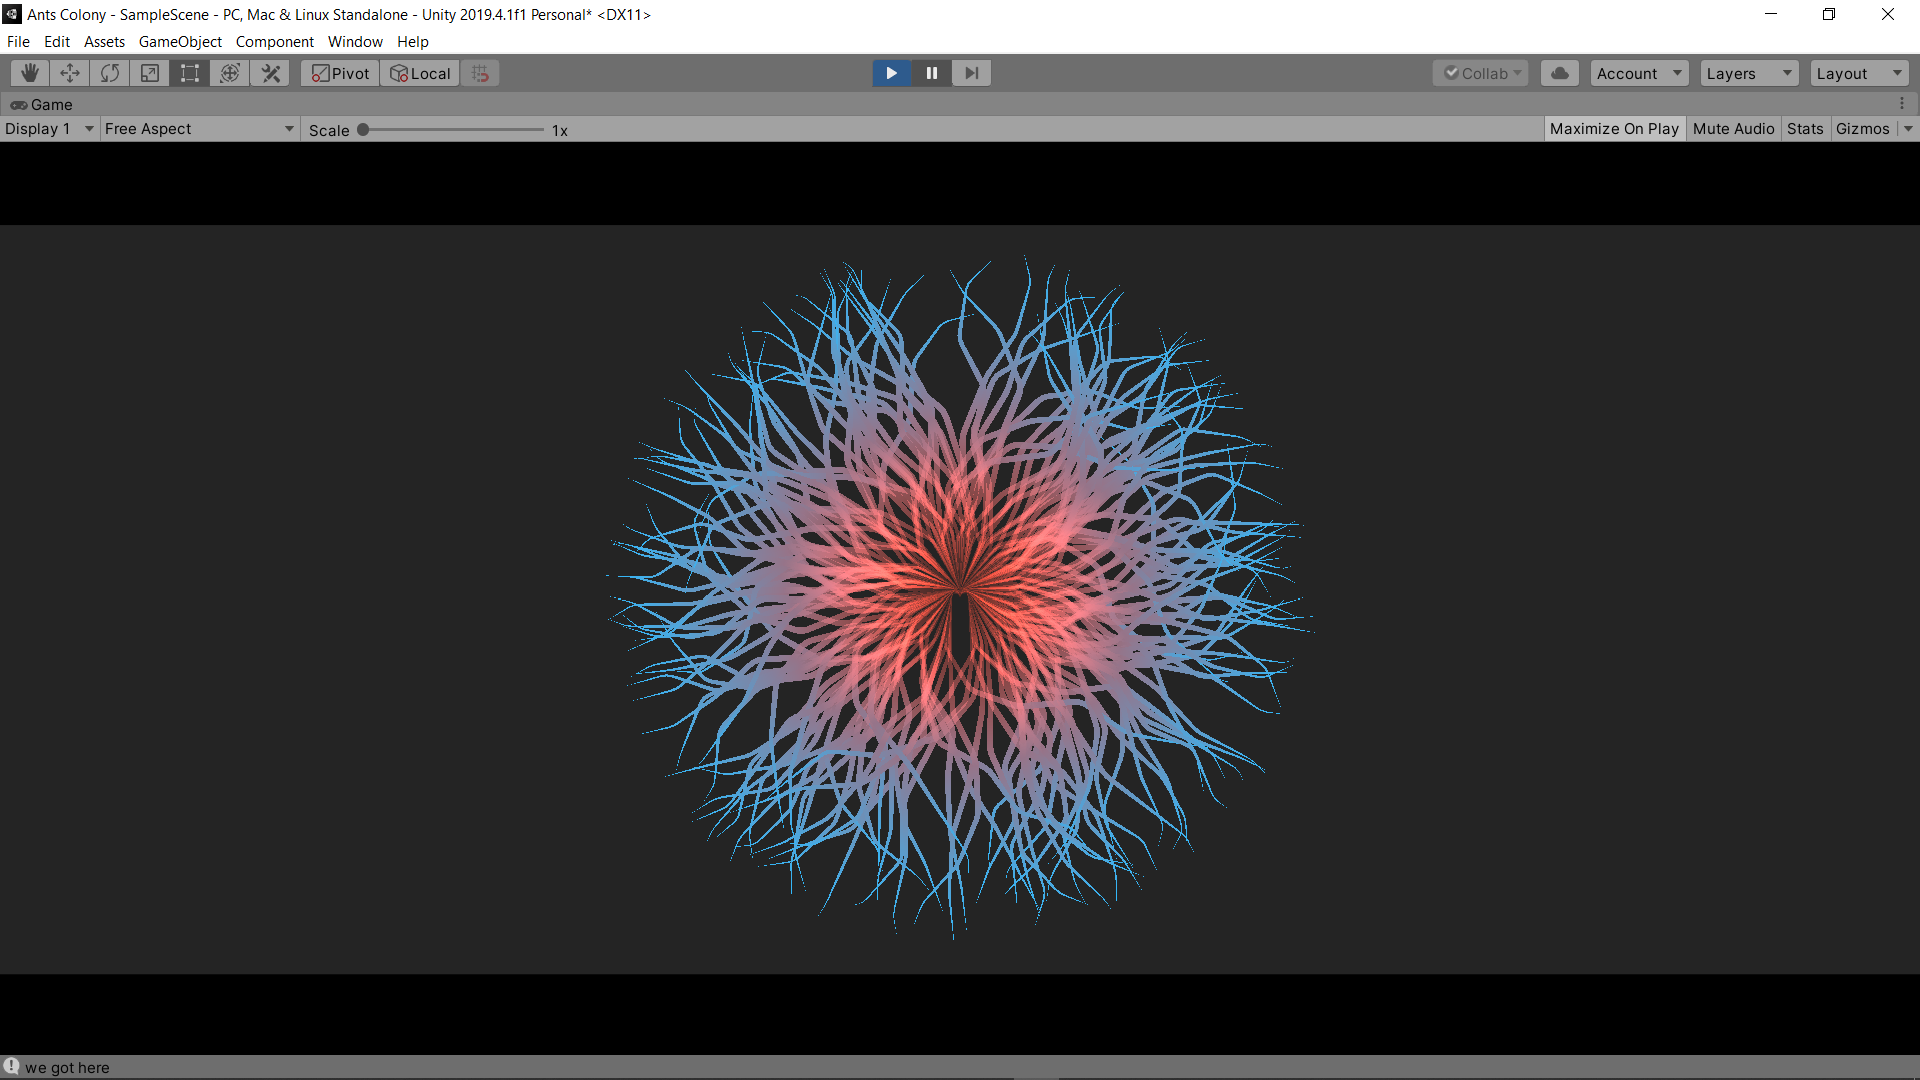 Ants Colony - SampleScene - PC, Mac & Linux Standalone - Unity 2019.4.1f1 Personal* <DX11>
File Edit Assets GameObject Component Window Help
Pivot Local Collab Account Layers Layout
Game
Display 1 Free Aspect Scale 1x Maximize On Play Mute Audio Stats Gizmos
we got here